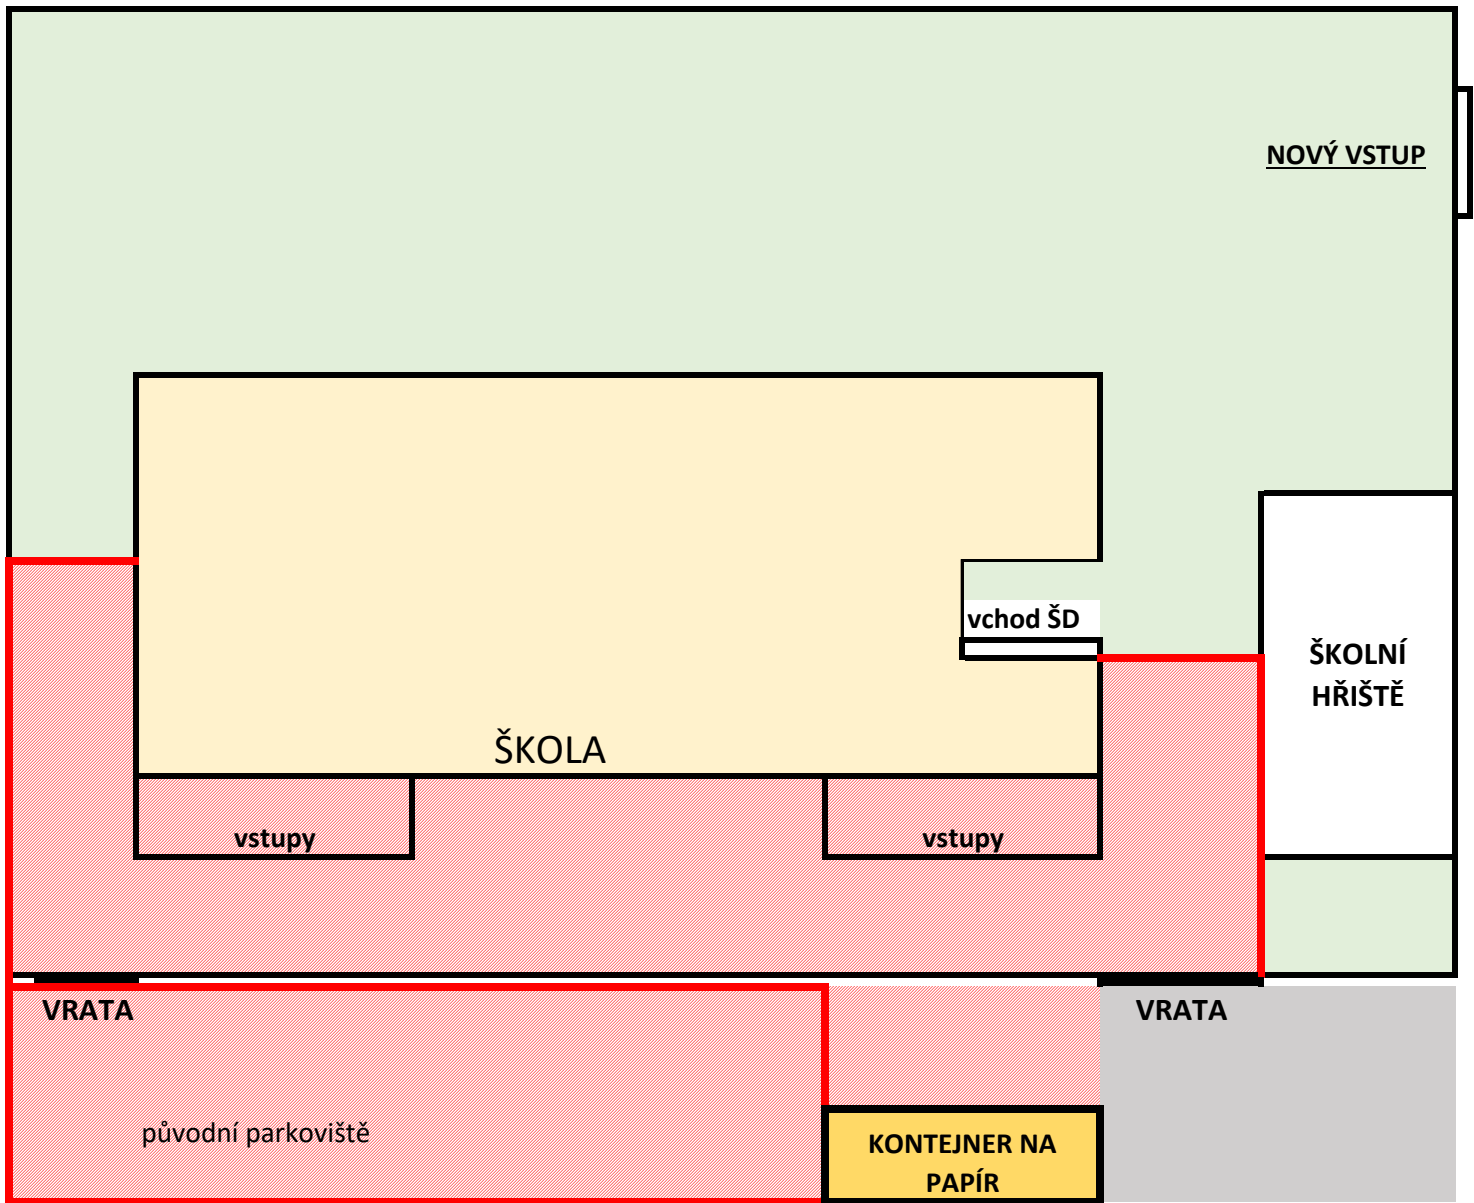 NOVÝ VSTUP
vchod ŠD
ŠKOLNÍ
HŘIŠTĚ
ŠKOLA
vstupy
vstupy
VRATA
VRATA
původní parkoviště
KONTEJNER NA
PAPÍR